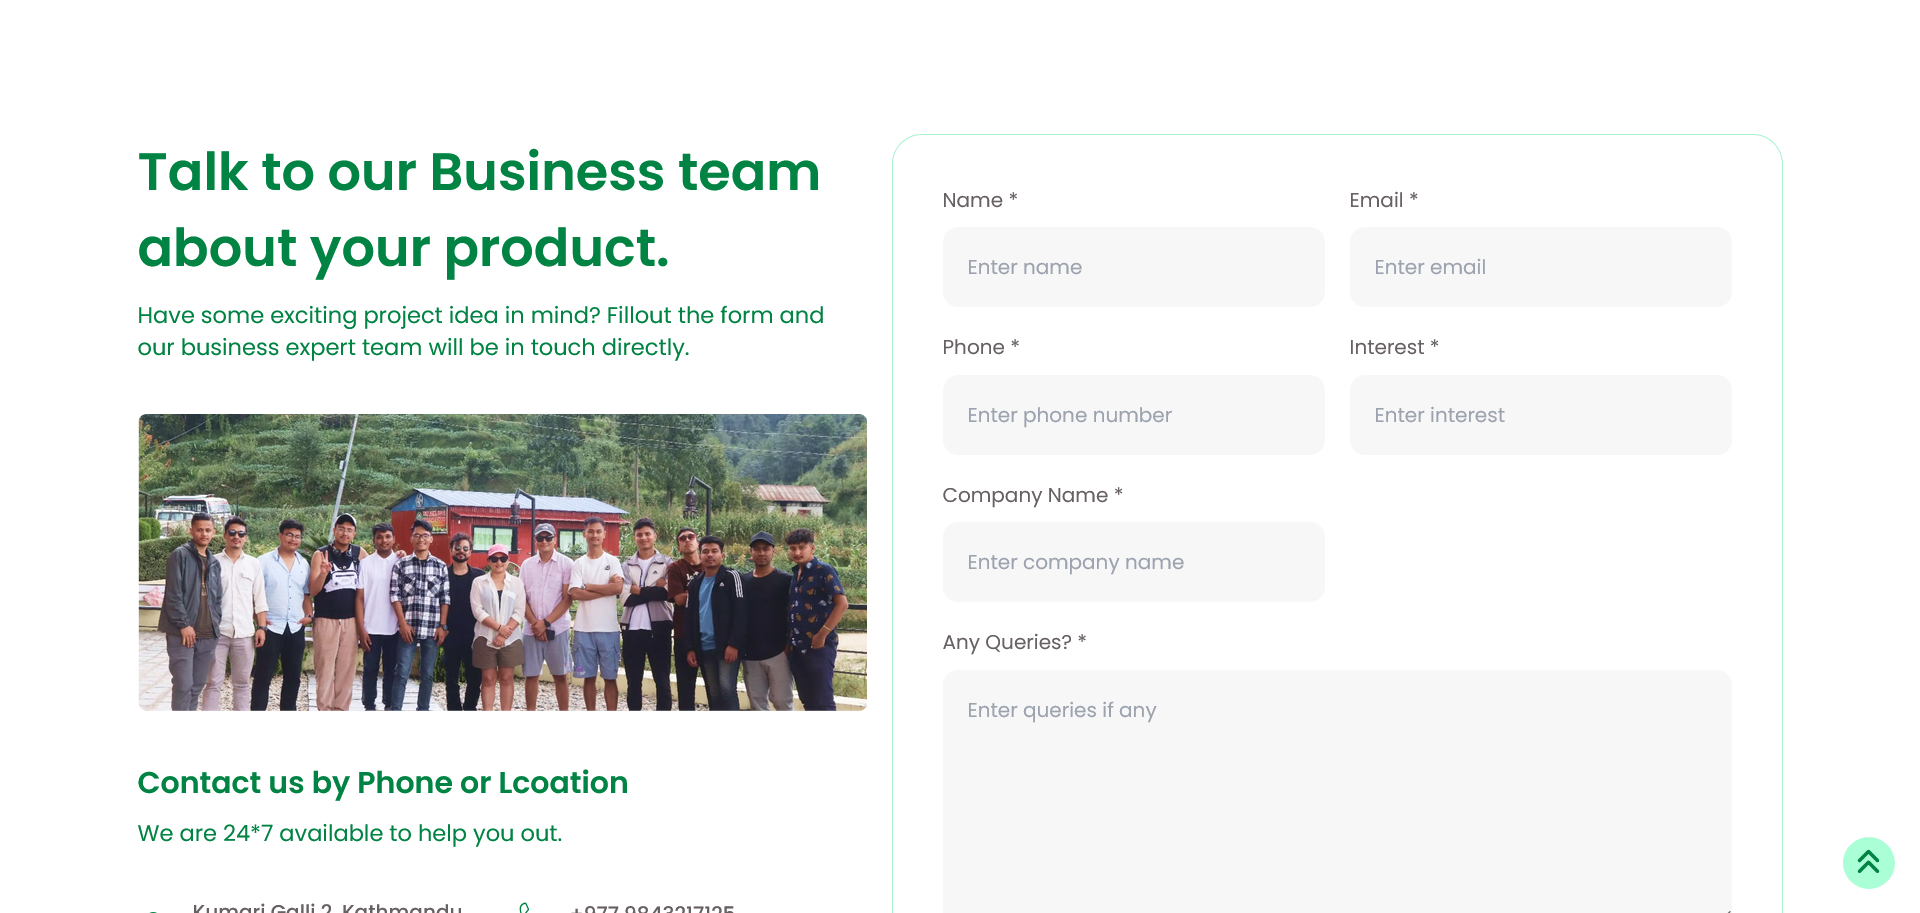 Talk to our Business team
about your product.
Have some exciting project idea in mind? Fillout the form and
our business expert team will be in touch directly.
Contact us by Phone or Lcoation
We are 24*7 available to help you out.
Kumari Galli 2, Kathmandu
+977 9843217125
Name *
Email *
Enter name
Enter email
Phone *
Interest *
Enter phone number
Enter interest
Company Name *
Enter company name
Any Queries? *
Enter queries if any